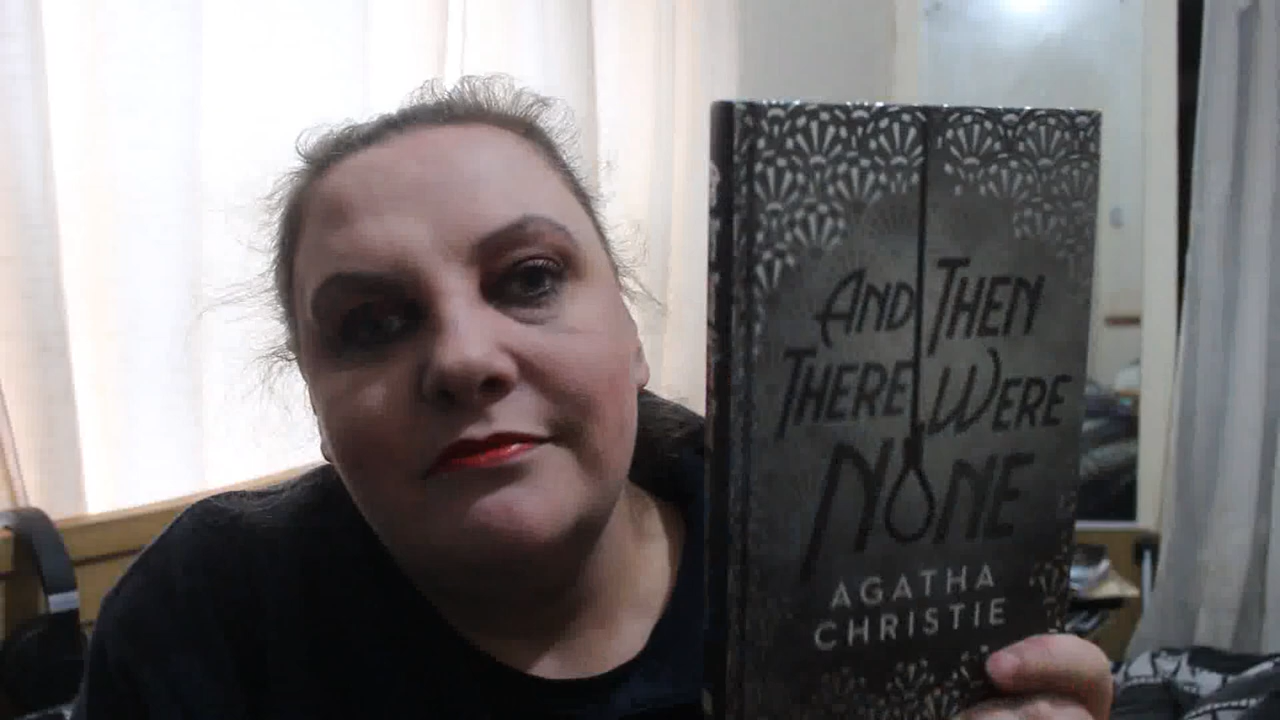 AND THEN
THERE WERE
NONE
AGATHA
CHRISTIE